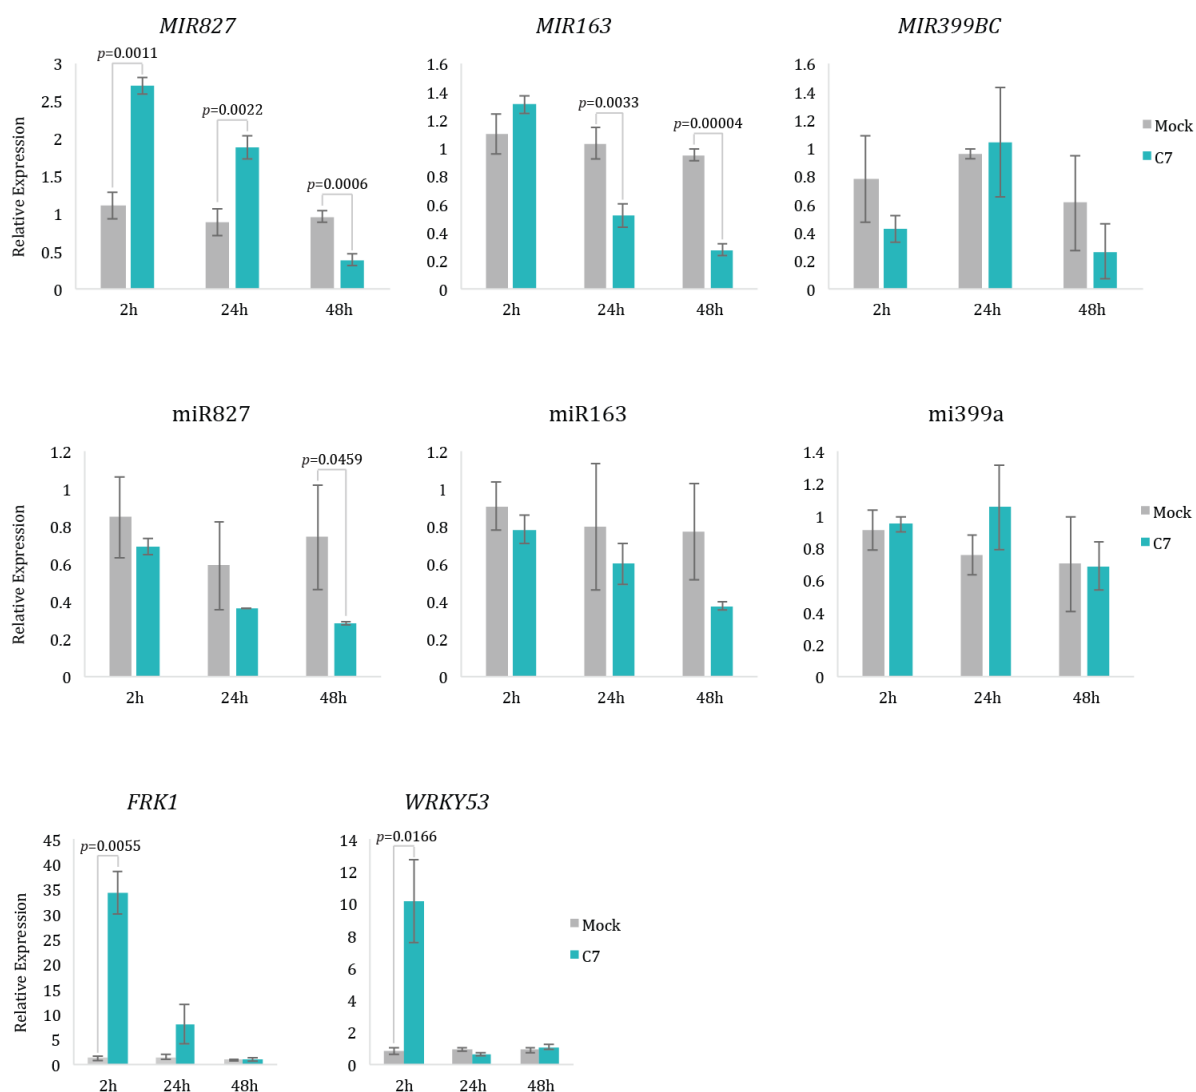 MIR827 MIR163 MIR399BC
p=0.0011
3 1.6 1.6
p=0.0022 p=0.0033 p=0.00004
2.5 1.4 1.4
2 1.2 1.2
1.5 1 1
p=0.0006
1 0.8 0.8
0.5 0.6 0.6
0 0.4 0.4
0.2 0.2
0 0
Relative Expression
2h 24h 48h 2h 24h 48h 2h 24h 48h
Mock
C7
miR827 miR163 mi399a
p=0.0459
1.2 1.2 1.4
1 1 1.2
0.8 0.8 1
0.6 0.6 0.8
0.4 0.4 0.6
0.2 0.2 0.4
0 0 0.2
0
Relative Expression
2h 24h 48h 2h 24h 48h 2h 24h 48h
Mock
C7
FRK1 WRKY53
p=0.0055 p=0.0166
45 14
40 12
35 10
30 8
25 6
20 4
15 2
10 0
5
0
Relative Expression
2h 24h 48h 2h 24h 48h
Mock
C7